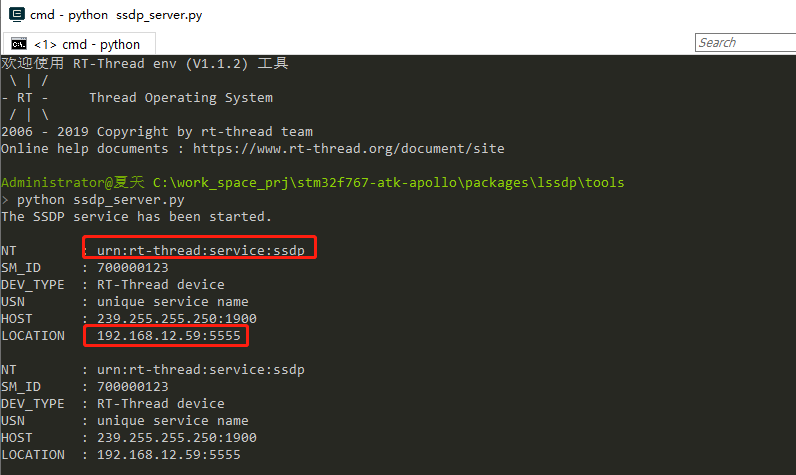 cmd - python  ssdp_server.py
<1> cmd - python
Search
欢迎使用 RT-Thread env (V1.1.2) 工具
 \ | /
- RT -     Thread Operating System
 / | \
2006 - 2019 Copyright by rt-thread team
Online help documents : https://www.rt-thread.org/document/site
Administrator@夏天 C:\work_space_prj\stm32f767-atk-apollo\packages\lssdp\tools
> python ssdp_server.py
The SSDP service has been started.
NT        : urn:rt-thread:service:ssdp
SM_ID     : 700000123
DEV_TYPE  : RT-Thread device
USN       : unique service name
HOST      : 239.255.255.250:1900
LOCATION    192.168.12.59:5555
NT        : urn:rt-thread:service:ssdp
SM_ID     : 700000123
DEV_TYPE  : RT-Thread device
USN       : unique service name
HOST      : 239.255.255.250:1900
LOCATION  : 192.168.12.59:5555